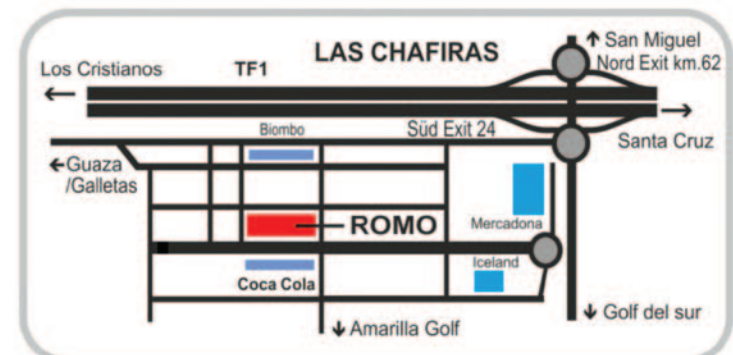 ↑ San Miguel
LAS CHAFIRAS
Nord Exit km.62
Los Cristianos
TF1
←
→
Biombo
Süd Exit 24
Santa Cruz
←Guaza
/Galletas
ROMO
Mercadona
Iceland
Coca Cola
↓ Golf del sur
↓ Amarilla Golf